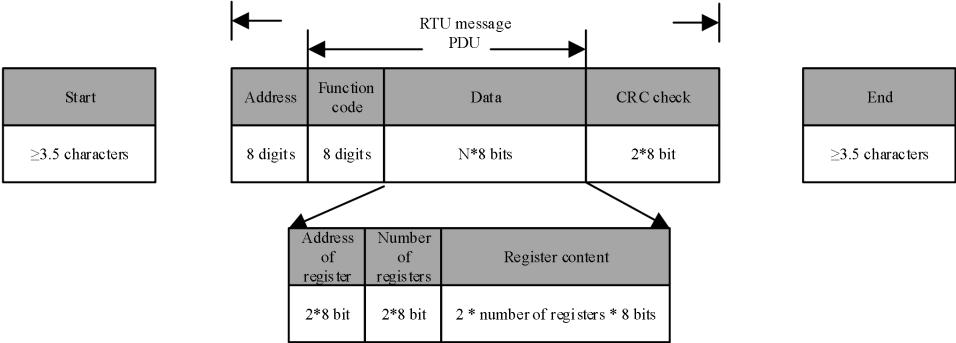 RTU message
PDU
Start
Address
Function
code
Data
CRC check
End
≥3.5 characters
8 digits
8 digits
N*8 bits
2*8 bit
≥3.5 characters
Address
of
register
Number
of
registers
Register content
2*8 bit
2*8 bit
2 * number of registers * 8 bits